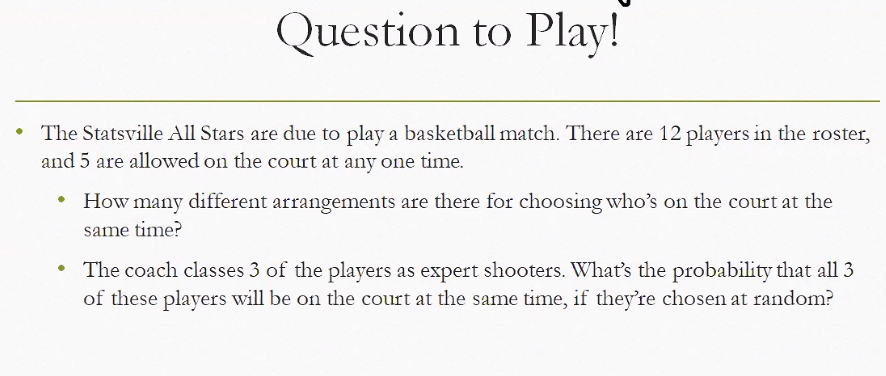 Question to Play!
• The Statsville All Stars are due to play a basketball match. There are 12 players in the roster,
and 5 are allowed on the court at any one time.
• How many different arrangements are there for choosing who's on the court at the
same time?
• The coach classes 3 of the players as expert shooters. What's the probability that all 3
of these players will be on the court at the same time, if they're chosen at random?